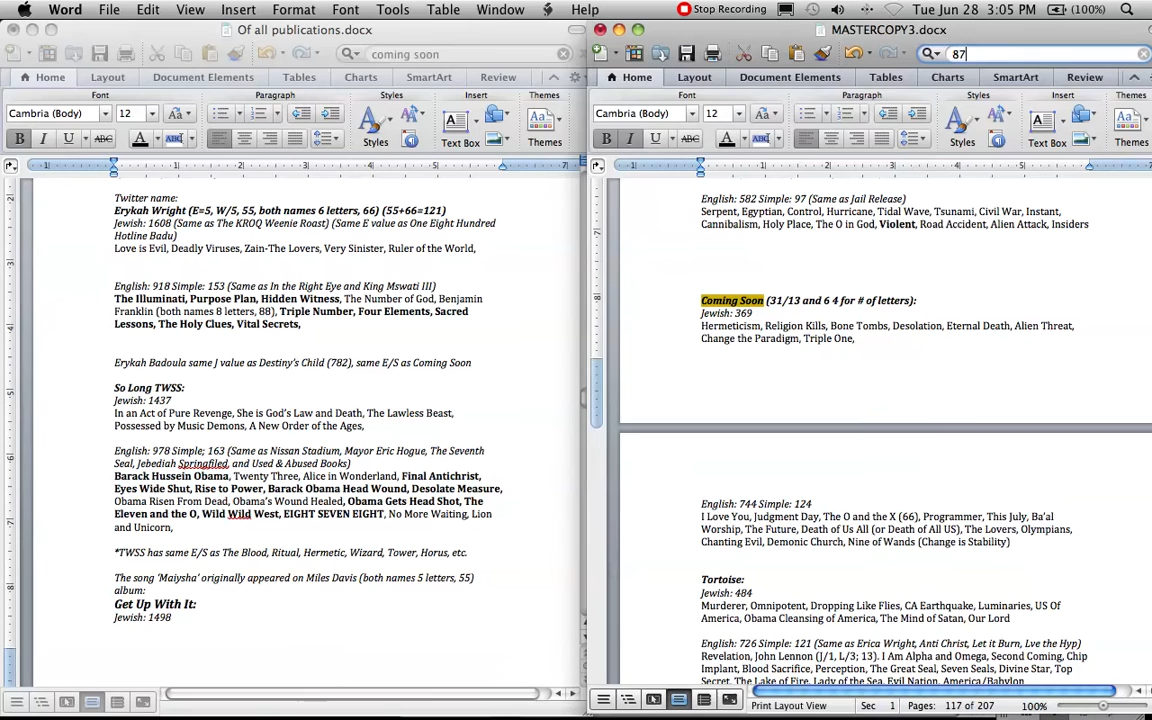 Word File Edit View Insert Format Font Tools Table Window Help Stop Recording Tue Jun 28 3:05 PM (100%)
Of all publications.docx
coming soon
Home Layout Document Elements Tables Charts SmartArt Review
Font Paragraph Styles Insert Themes
Cambria (Body) 12 Aa
B I U ABC A ABC Styles Text Box Themes
Twitter name:
Erykah Wright (E=5, W/5, 55, both names 6 letters, 66) (55+66=121)
Jewish: 1608 (Same as The KROQ Weenie Roast) (Same E value as One Eight Hundred
Hotline Badu)
Love is Evil, Deadly Viruses, Zain-The Lovers, Very Sinister, Ruler of the World,
English: 918 Simple: 153 (Same as In the Right Eye and King Mswati III)
The Illuminati, Purpose Plan, Hidden Witness, The Number of God, Benjamin
Franklin (both names 8 letters, 88), Triple Number, Four Elements, Sacred
Lessons, The Holy Clues, Vital Secrets,
Erykah Badoula same J value as Destiny's Child (782), same E/S as Coming Soon
So Long TWSS:
Jewish: 1437
In an Act of Pure Revenge, She is God's Law and Death, The Lawless Beast,
Possessed by Music Demons, A New Order of the Ages,
English: 978 Simple; 163 (Same as Nissan Stadium, Mayor Eric Hogue, The Seventh
Seal, Jebediah Springfiled, and Used & Abused Books)
Barack Hussein Obama, Twenty Three, Alice in Wonderland, Final Antichrist,
Eyes Wide Shut, Rise to Power, Barack Obama Head Wound, Desolate Measure,
Obama Risen From Dead, Obama's Wound Healed, Obama Gets Head Shot, The
Eleven and the O, Wild Wild West, EIGHT SEVEN EIGHT, No More Waiting, Lion
and Unicorn,
*TWSS has same E/S as The Blood, Ritual, Hermetic, Wizard, Tower, Horus, etc.
The song 'Maiysha' originally appeared on Miles Davis (both names 5 letters, 55)
album:
Get Up With It:
Jewish: 1498
MASTERCOPY3.docx
87
Home Layout Document Elements Tables Charts SmartArt Review
Font Paragraph Styles Insert Themes
Cambria (Body) 12 Aa
B I U ABC A ABC Styles Text Box Themes
English: 582 Simple: 97 (Same as Jail Release)
Serpent, Egyptian, Control, Hurricane, Tidal Wave, Tsunami, Civil War, Instant,
Cannibalism, Holy Place, The O in God, Violent, Road Accident, Alien Attack, Insiders
Coming Soon (31/13 and 6 4 for # of letters):
Jewish: 369
Hermeticism, Religion Kills, Bone Tombs, Desolation, Eternal Death, Alien Threat,
Change the Paradigm, Triple One,
English: 744 Simple: 124
I Love You, Judgment Day, The O and the X (66), Programmer, This July, Ba'al
Worship, The Future, Death of Us All (or Death of All US), The Lovers, Olympians,
Chanting Evil, Demonic Church, Nine of Wands (Change is Stability)
Tortoise:
Jewish: 484
Murderer, Omnipotent, Dropping Like Flies, CA Earthquake, Luminaries, US Of
America, Obama Cleansing of America, The Mind of Satan, Our Lord
English: 726 Simple: 121 (Same as Erica Wright, Anti Christ, Let it Burn, Lve the Hyp)
Revelation, John Lennon (J/1, L/3; 13). I Am Alpha and Omega, Second Coming, Chip
Implant, Blood Sacrifice, Perception, The Great Seal, Seven Seals, Divine Star, Top
Secret, The Lake of Fire, Lady of the Sea, Evil Nation, America/Babylon
Print Layout View Sec 1 Pages: 117 of 207 100%